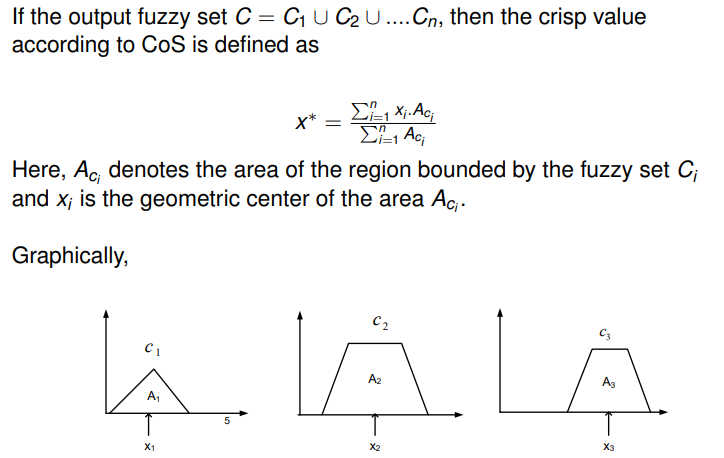 If the output fuzzy set C = C₁ ∪ C₂ ∪ ....Cₙ, then the crisp value
according to CoS is defined as
x* = ∑ⁿᵢ₌₁ xᵢ.A_cᵢ / ∑ⁿᵢ₌₁ A_cᵢ
Here, A_cᵢ denotes the area of the region bounded by the fuzzy set Cᵢ
and xᵢ is the geometric center of the area A_cᵢ.
Graphically,
C₁ C₂ C₃
A₁ A₂ A₃
5
x₁ x₂ x₃